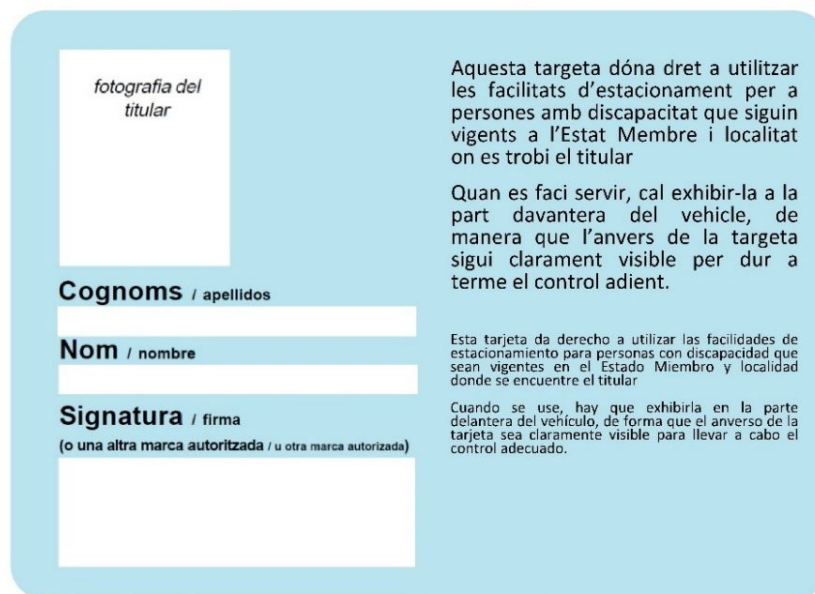 fotografia del
titular
Cognoms / apellidos
Nom / nombre
Signatura / firma
(o una altra marca autoritzada / u otra marca autorizada)
Aquesta targeta dóna dret a utilitzar
les facilitats d’estacionament per a
persones amb discapacitat que siguin
vigents a l’Estat Membre i localitat
on es trobi el titular
Quan es faci servir, cal exhibir-la a la
part davantera del vehicle, de
manera que l’anvers de la targeta
sigui clarament visible per dur a
terme el control adient.
Esta tarjeta da derecho a utilizar las facilidades de
estacionamiento para personas con discapacidad que
sean vigentes en el Estado Miembro y localidad
donde se encuentre el titular
Cuando se use, hay que exhibirla en la parte
delantera del vehículo, de forma que el anverso de la
tarjeta sea claramente visible para llevar a cabo el
control adecuado.